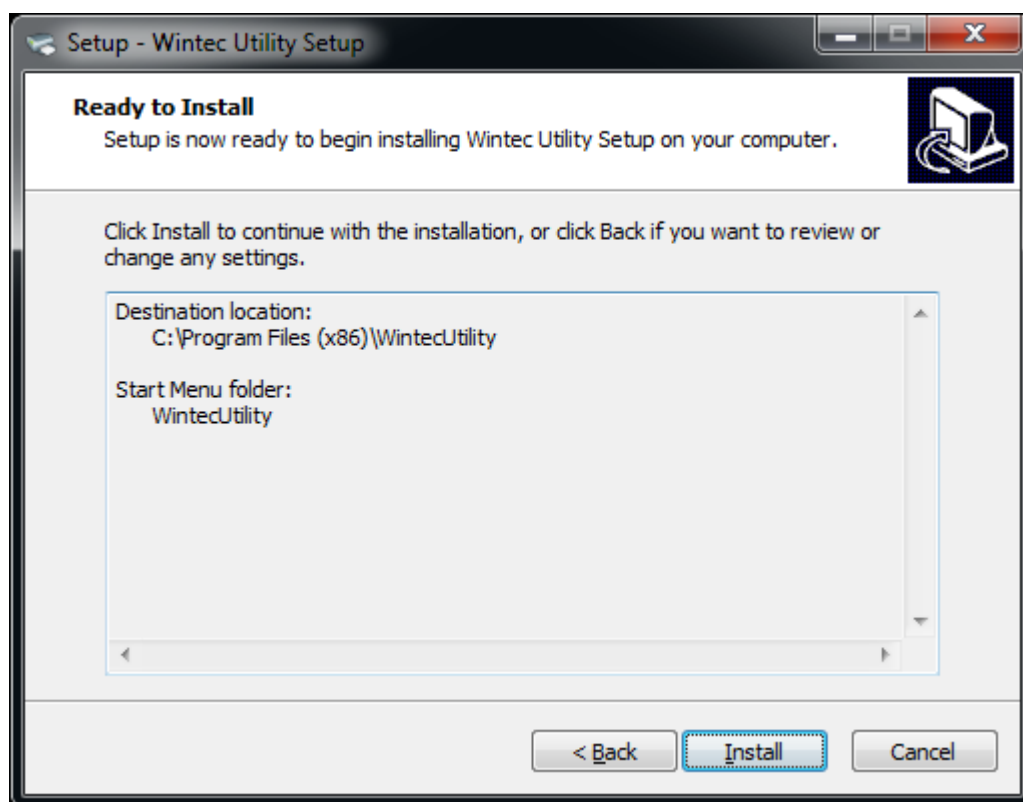 Setup - Wintec Utility Setup
Ready to Install
Setup is now ready to begin installing Wintec Utility Setup on your computer.
Click Install to continue with the installation, or click Back if you want to review or
change any settings.
Destination location:
C:\Program Files (x86)\WintecUtility
Start Menu folder:
WintecUtility
< Back
Install
Cancel